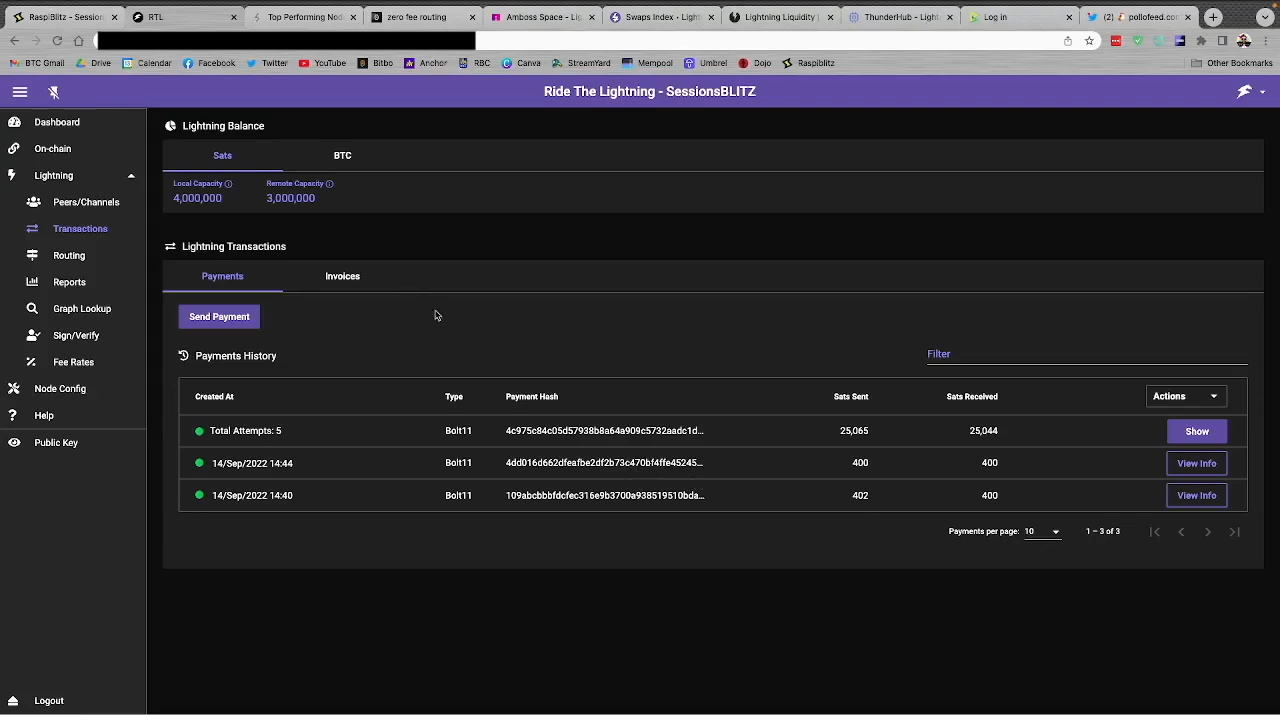 RaspiBlitz - Session
RTL
Top Performing Node
zero fee routing
Amboss Space - Lig
Swaps Index - Lightn
Lightning Liquidity
ThunderHub - Lightn
Log in
(2) pollofeed.com
BTC Gmail
Drive
Calendar
Facebook
Twitter
YouTube
Bitbo
Anchor
RBC
Canva
StreamYard
Mempool
Umbrel
Dojo
Raspiblitz
Other Bookmarks
Ride The Lightning - SessionsBLITZ
Dashboard
On-chain
Lightning
Peers/Channels
Transactions
Routing
Reports
Graph Lookup
Sign/Verify
Fee Rates
Node Config
Help
Public Key
Logout
Lightning Balance
Sats BTC
Local Capacity Remote Capacity
4,000,000 3,000,000
Lightning Transactions
Payments Invoices
Send Payment
Payments History
Filter
Created At Type Payment Hash Sats Sent Sats Received Actions
Total Attempts: 5 Bolt11 4c975c84c05d57938b8a64a909c5732aadc1d... 25,065 25,044 Show
14/Sep/2022 14:44 Bolt11 4dd016d662dfeafbe2df2b73c470bf4ffe45245... 400 400 View Info
14/Sep/2022 14:40 Bolt11 109abcbbbfdcfec316e9b3700a938519510bda... 402 400 View Info
Payments per page: 10 1 – 3 of 3